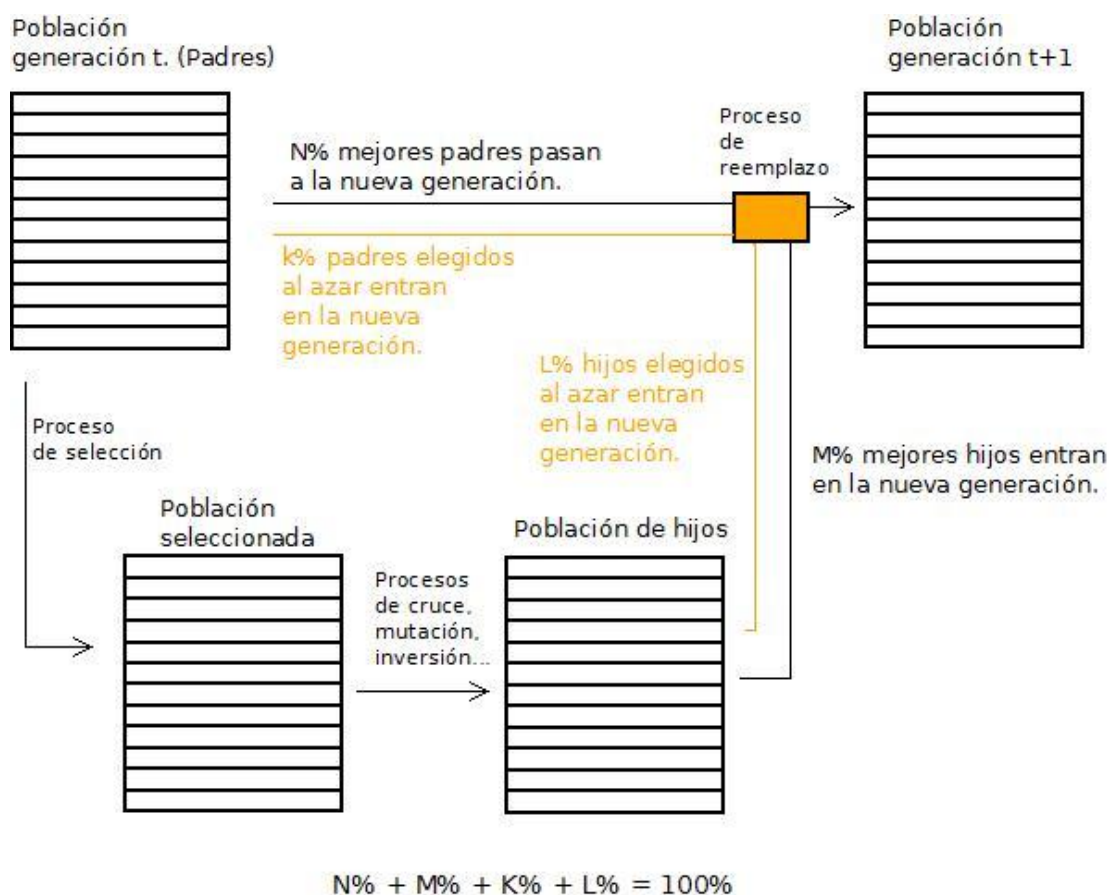 Población
generación t. (Padres)
Población
generación t+1
Proceso
de
reemplazo
N% mejores padres pasan
a la nueva generación.
k% padres elegidos
al azar entran
en la nueva
generación.
L% hijos elegidos
al azar entran
en la nueva
generación.
Proceso
de selección
M% mejores hijos entran
en la nueva generación.
Población
seleccionada
Población de hijos
Procesos
de cruce,
mutación,
inversión...
N% + M% + K% + L% = 100%